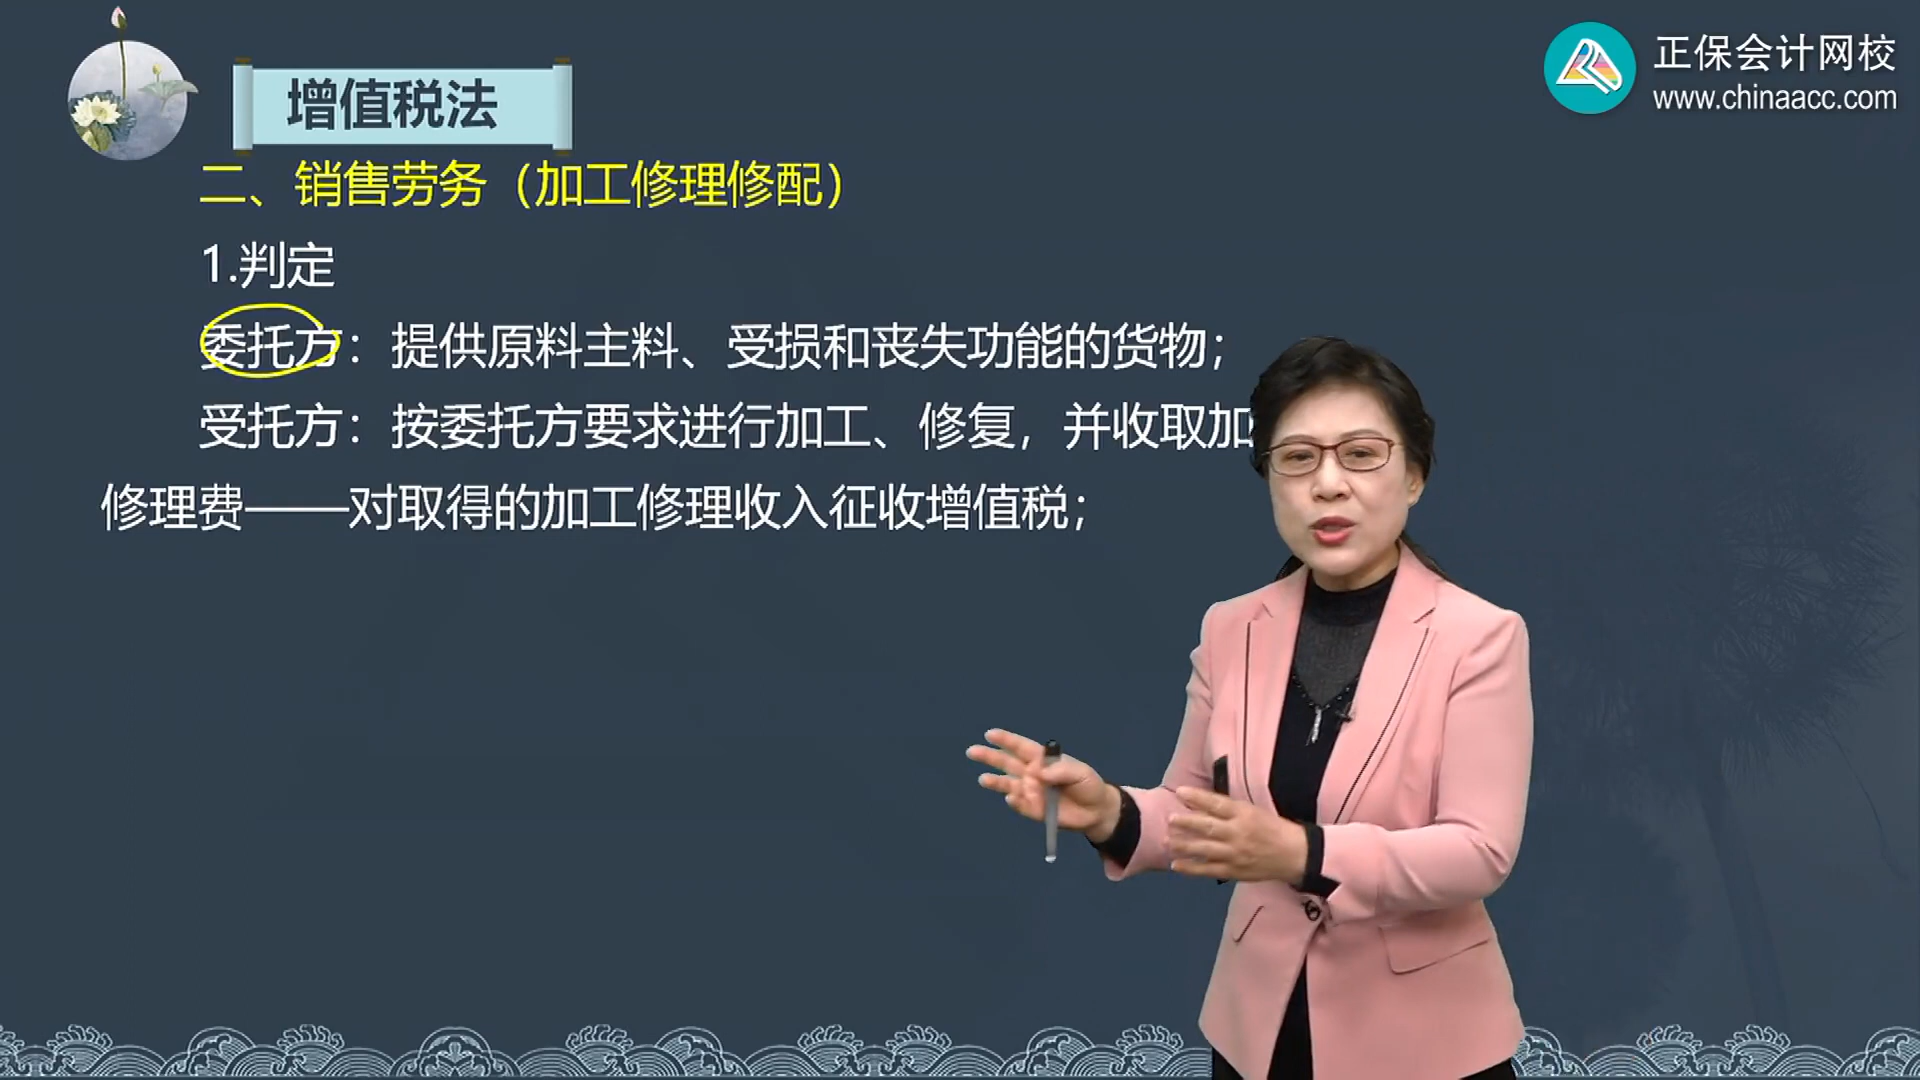 正保会计网校
www.chinaacc.com
增值税法
二、销售劳务（加工修理修配）
1.判定
委托方：提供原料主料、受损和丧失功能的货物；
受托方：按委托方要求进行加工、修复，并收取加
修理费——对取得的加工修理收入征收增值税；